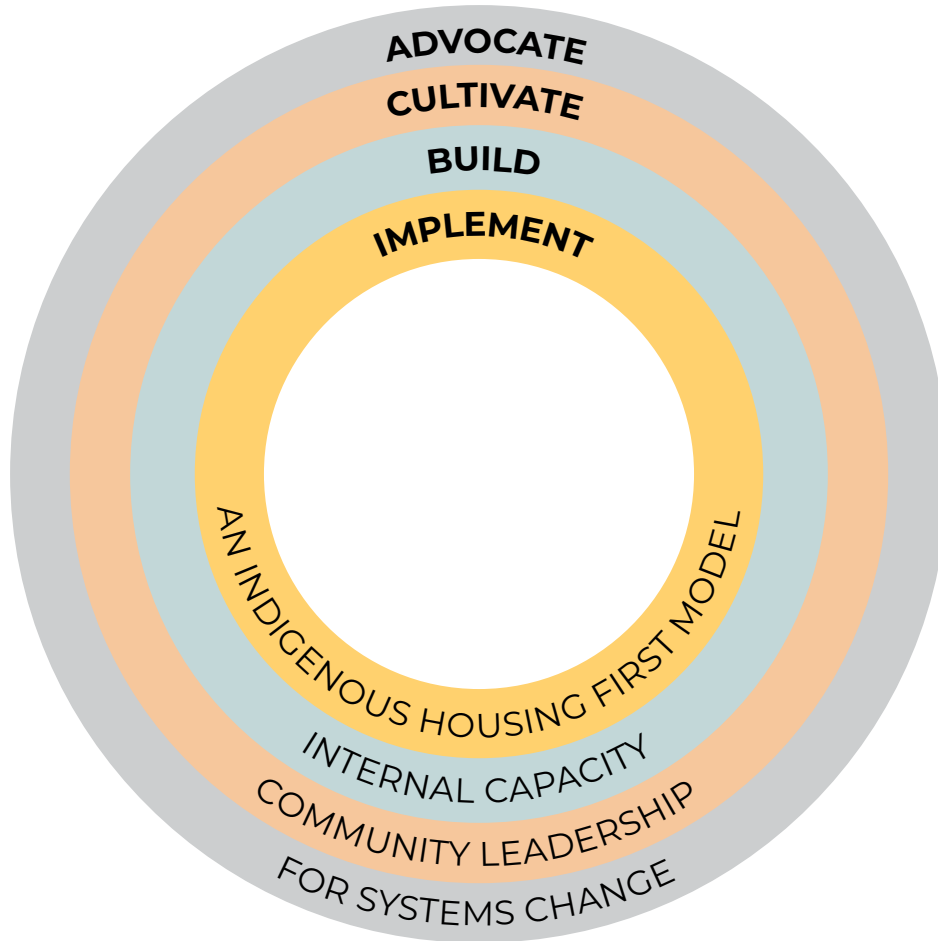 ADVOCATE
CULTIVATE
BUILD
IMPLEMENT
AN INDIGENOUS HOUSING FIRST MODEL
INTERNAL CAPACITY
COMMUNITY LEADERSHIP
FOR SYSTEMS CHANGE